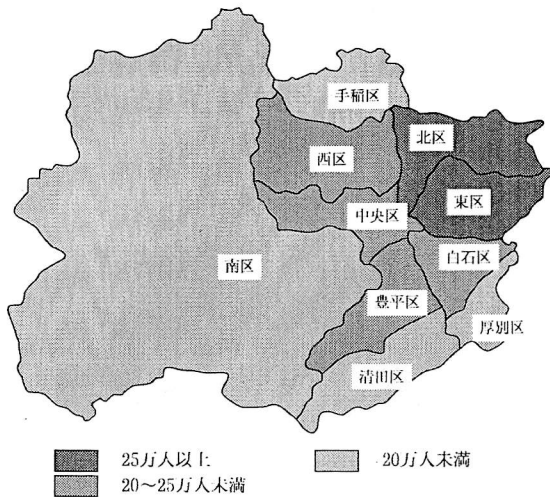 手稲区
北区
西区
東区
中央区
白石区
南区
豊平区
厚別区
清田区
25万人以上
20万人未満
20～25万人未満